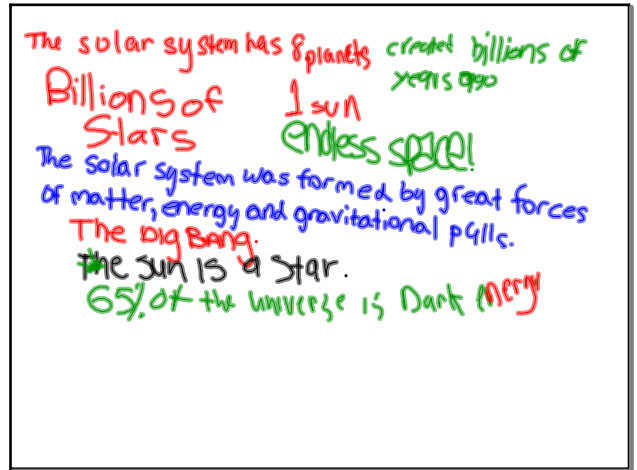 The solar system has 8 planets created billions of
years ago
Billions of 1 sun
Stars endless space!
The solar system was formed by great forces
of matter, energy and gravitational pulls.
The Big Bang.
The sun is a star.
65% of the universe is Dark Energy